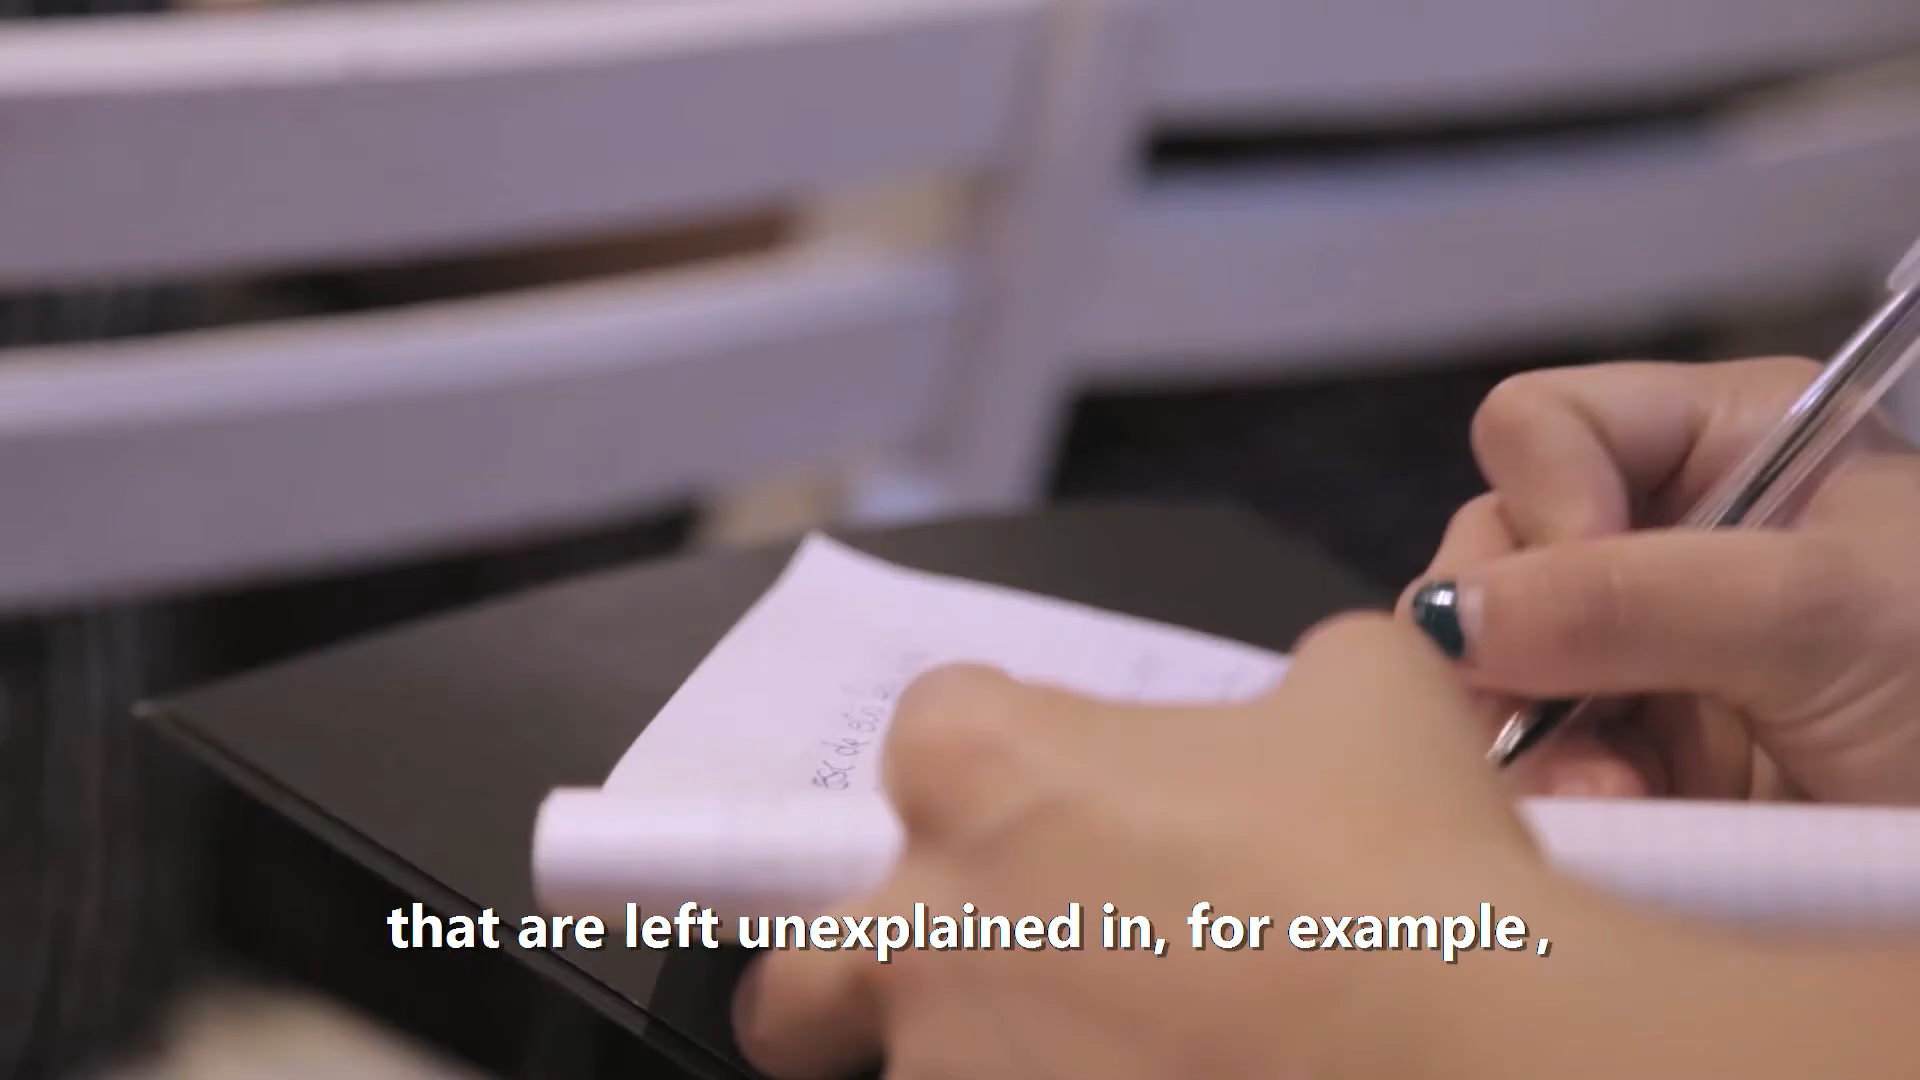 that are left unexplained in, for example,